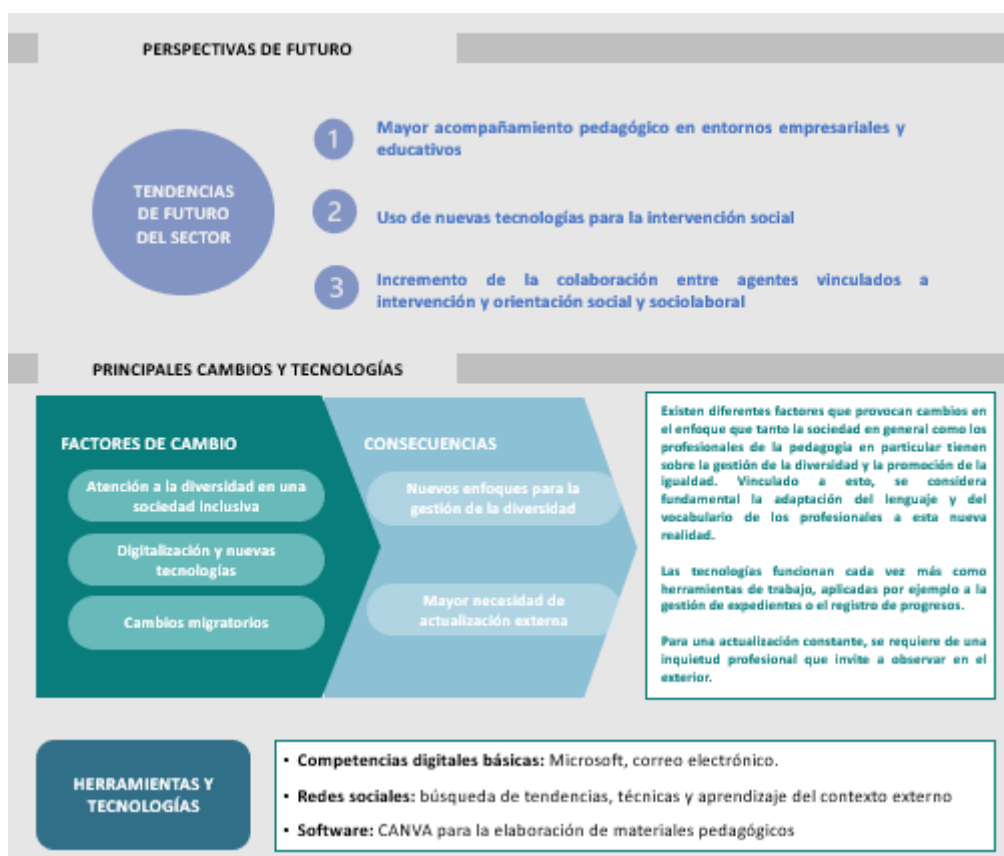 PERSPECTIVAS DE FUTURO
TENDENCIAS
DE FUTURO
DEL SECTOR
1
Mayor acompañamiento pedagógico en entornos empresariales y
educativos
2
Uso de nuevas tecnologías para la intervención social
3
Incremento de la colaboración entre agentes vinculados a
intervención y orientación social y sociolaboral
PRINCIPALES CAMBIOS Y TECNOLOGÍAS
FACTORES DE CAMBIO
Atención a la diversidad en una
sociedad inclusiva
Digitalización y nuevas
tecnologías
Cambios migratorios
CONSECUENCIAS
Nuevos enfoques para la
gestión de la diversidad
Mayor necesidad de
actualización externa
Existen diferentes factores que provocan cambios en
el enfoque que tanto la sociedad en general como los
profesionales de la pedagogía en particular tienen
sobre la gestión de la diversidad y la promoción de la
igualdad. Vinculado a esto, se considera
fundamental la adaptación del lenguaje y del
vocabulario de los profesionales a esta nueva
realidad.
Las tecnologías funcionan cada vez más como
herramientas de trabajo, aplicadas por ejemplo a la
gestión de expedientes o el registro de progresos.
Para una actualización constante, se requiere de una
inquietud profesional que invite a observar en el
exterior.
HERRAMIENTAS Y
TECNOLOGÍAS
• Competencias digitales básicas: Microsoft, correo electrónico.
• Redes sociales: búsqueda de tendencias, técnicas y aprendizaje del contexto externo
• Software: CANVA para la elaboración de materiales pedagógicos